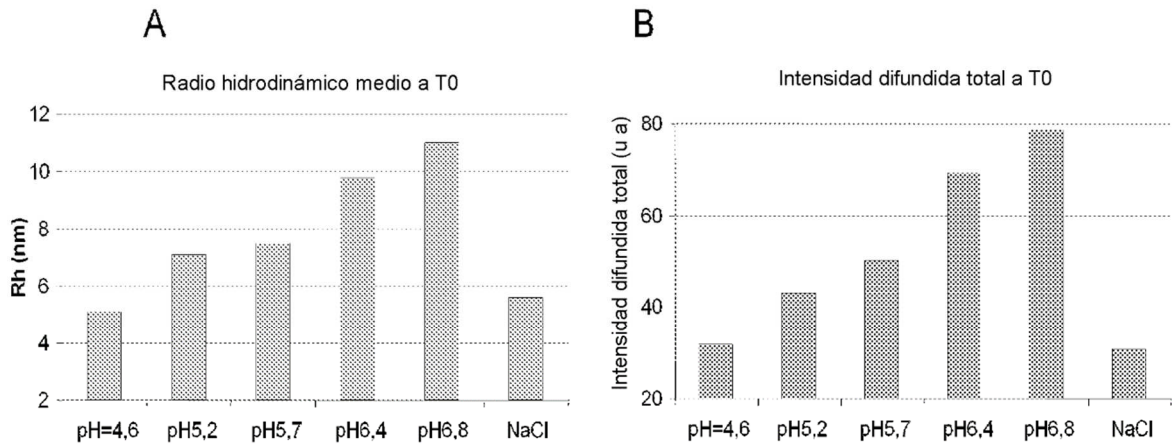 A
Radio hidrodinámico medio a T0
12
10
8
6
4
2
Rh (nm)
pH=4,6 pH5,2 pH5,7 pH6,4 pH6,8 NaCl
B
Intensidad difundida total a T0
80
60
40
20
Intensidad difundida total (u a)
pH=4,6 pH5,2 pH5,7 pH6,4 pH6,8 NaCl